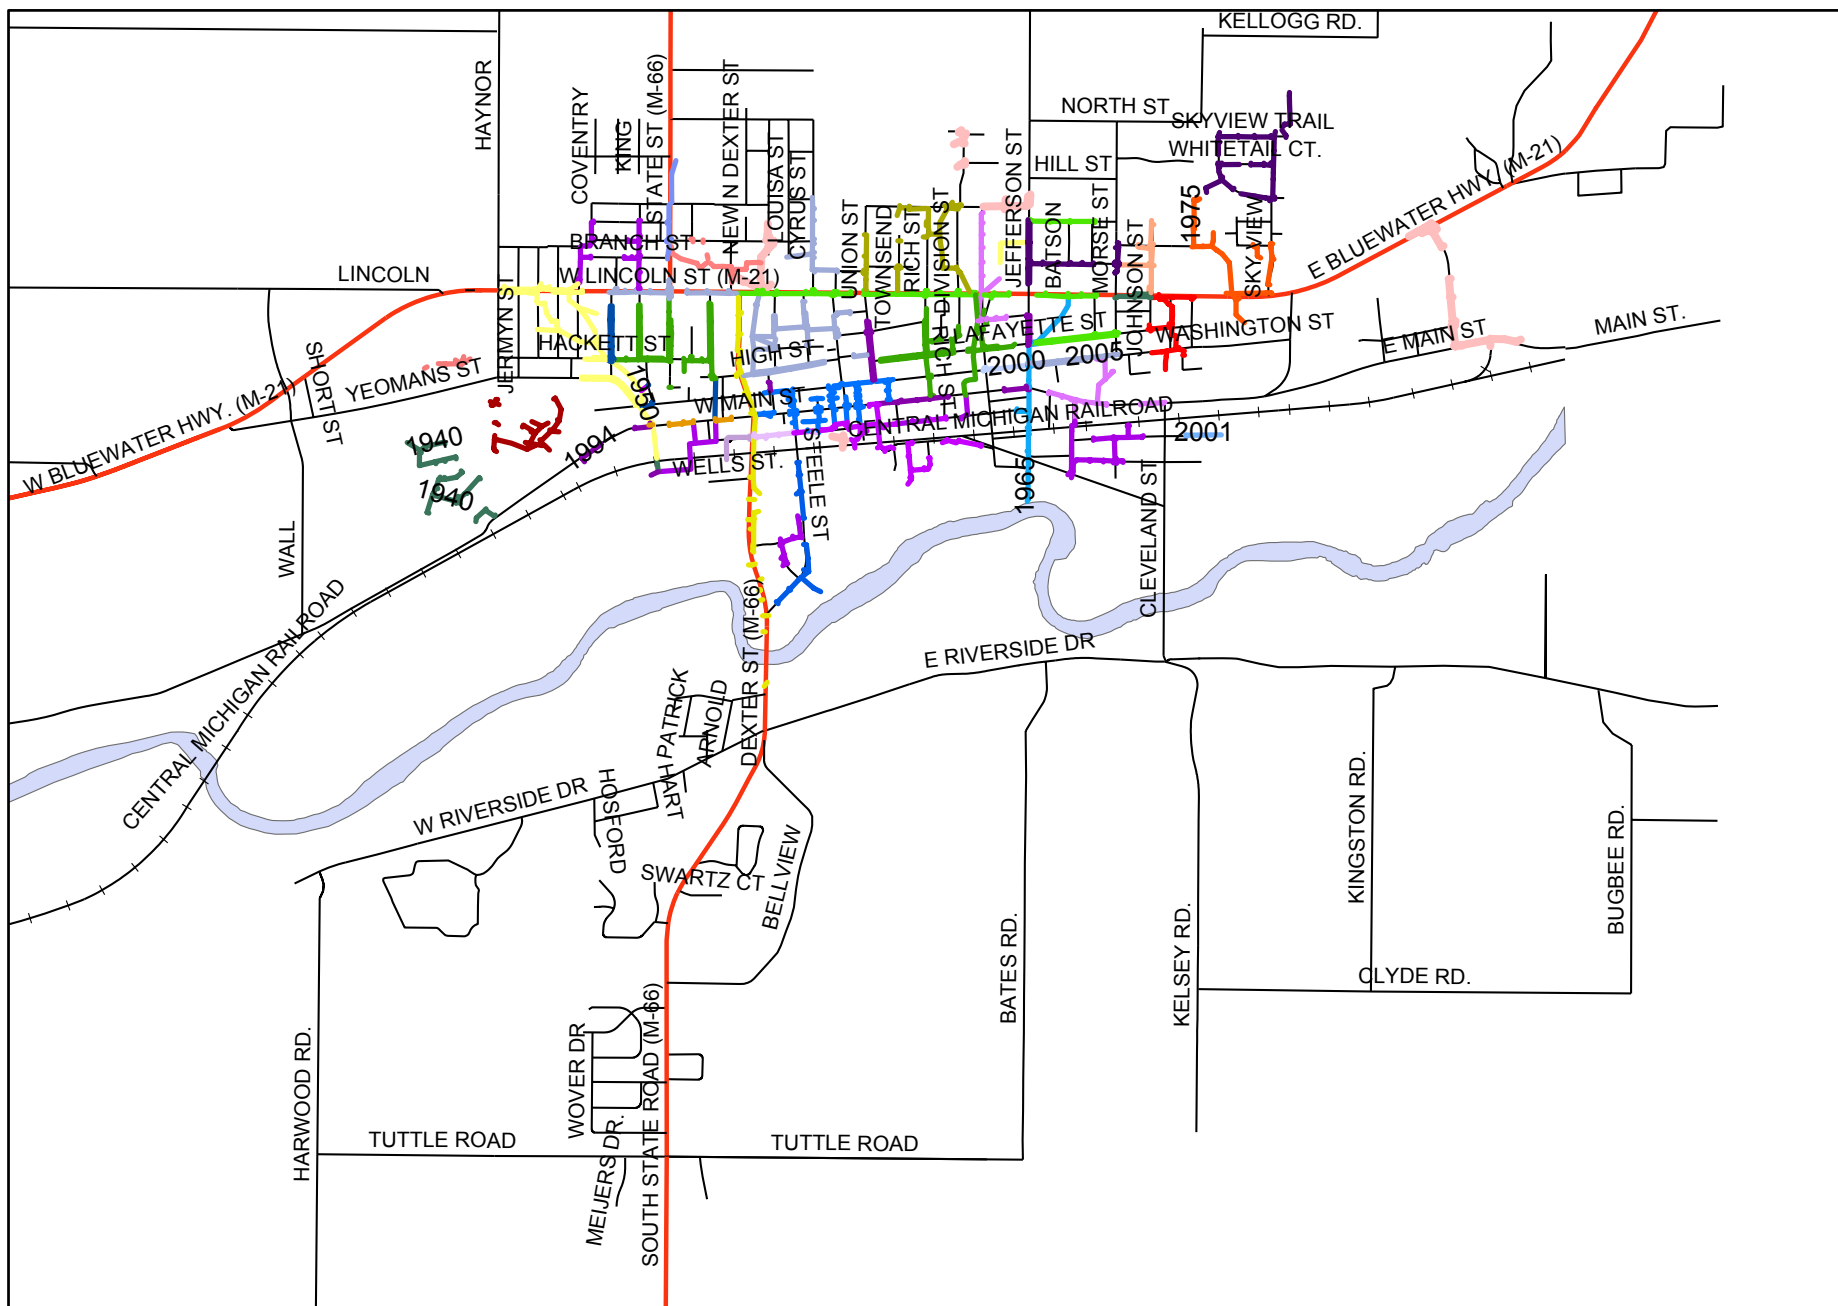 KELLOGG RD.
HAYNOR
COVENTRY
KING
STATE ST (M-66)
NEW N DEXTER ST
NORTH ST
SKYVIEW TRAIL
WHITETAIL CT.
HILL ST
OUISA ST
CYRUS ST
UNION ST
TOWNSEND
RICH ST
DIVISION ST
JEFFERSON ST
BATSON
MORSE ST
JOHNSON ST
1975
SKY VIEW
E BLUEWATER HWY. (M-21)
BRANCH ST
LINCOLN
W LINCOLN ST (M-21)
JERMYN ST
HACKETT ST
HIGH ST
LAFAYETTE ST
WASHINGTON ST
E MAIN ST
MAIN ST.
2000
2005
SHORT ST
YEOMANS ST
W BLUEWATER HWY. (M-21)
1950
W MAIN ST
CENTRAL MICHIGAN RAILROAD
2001
1940
1994
1940
WELLS ST.
STEELE ST
1965
CLEVELAND ST
WALL
CENTRAL MICHIGAN RAILROAD
DEXTER ST (M-66)
E RIVERSIDE DR
PATRICK
ARNOLD
HART
HOSFORD
W RIVERSIDE DR
SWARTZ CT
BELLVIEW
KINGSTON RD.
BUGBEE RD.
BATES RD.
KELSEY RD.
CLYDE RD.
HARWOOD RD.
WOVER DR
SOUTH STATE ROAD (M-66)
MEIJERS DR.
TUTTLE ROAD
TUTTLE ROAD